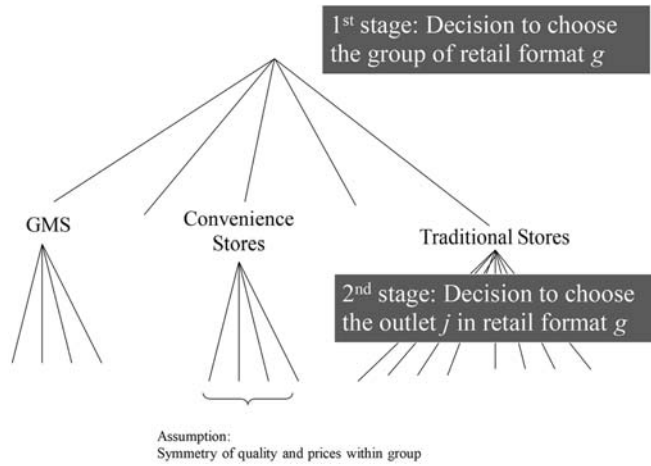 1st stage: Decision to choose
the group of retail format g
GMS
Convenience
Stores
Traditional Stores
2nd stage: Decision to choose
the outlet j in retail format g
Assumption:
Symmetry of quality and prices within group